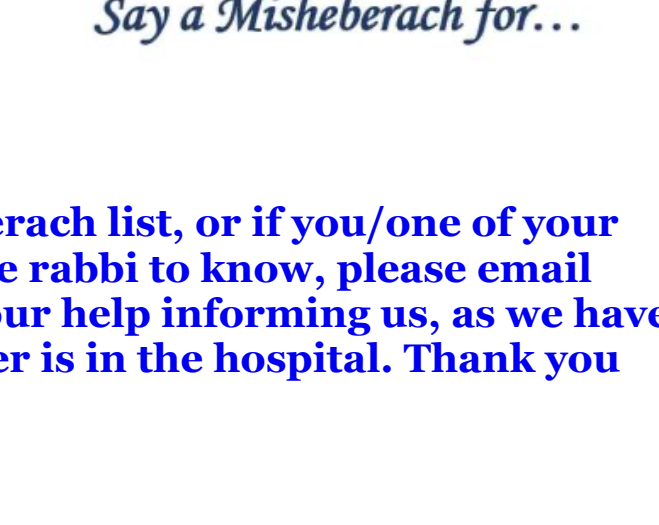 Say a Misheberach for...
erach list, or if you/one of your
e rabbi to know, please email
our help informing us, as we have
er is in the hospital. Thank you